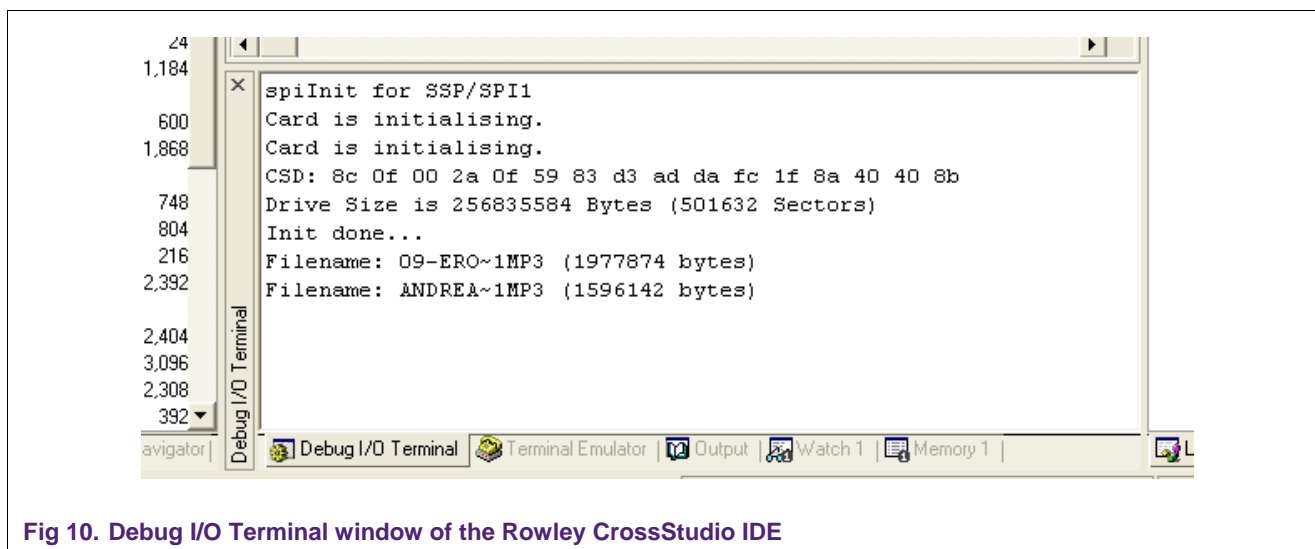 24
1,184
600
1,868
748
804
216
2,392
2,404
3,096
2,308
392
avigator
Debug I/O Terminal
spiInit for SSP/SPI1
Card is initialising.
Card is initialising.
CSD: 8c 0f 00 2a 0f 59 83 d3 ad da fc 1f 8a 40 40 8b
Drive Size is 256835584 Bytes (501632 Sectors)
Init done...
Filename: 09-ERO~1MP3 (1977874 bytes)
Filename: ANDREA~1MP3 (1596142 bytes)
Debug I/O Terminal Terminal Emulator Output Watch 1 Memory 1
L
Fig 10. Debug I/O Terminal window of the Rowley CrossStudio IDE